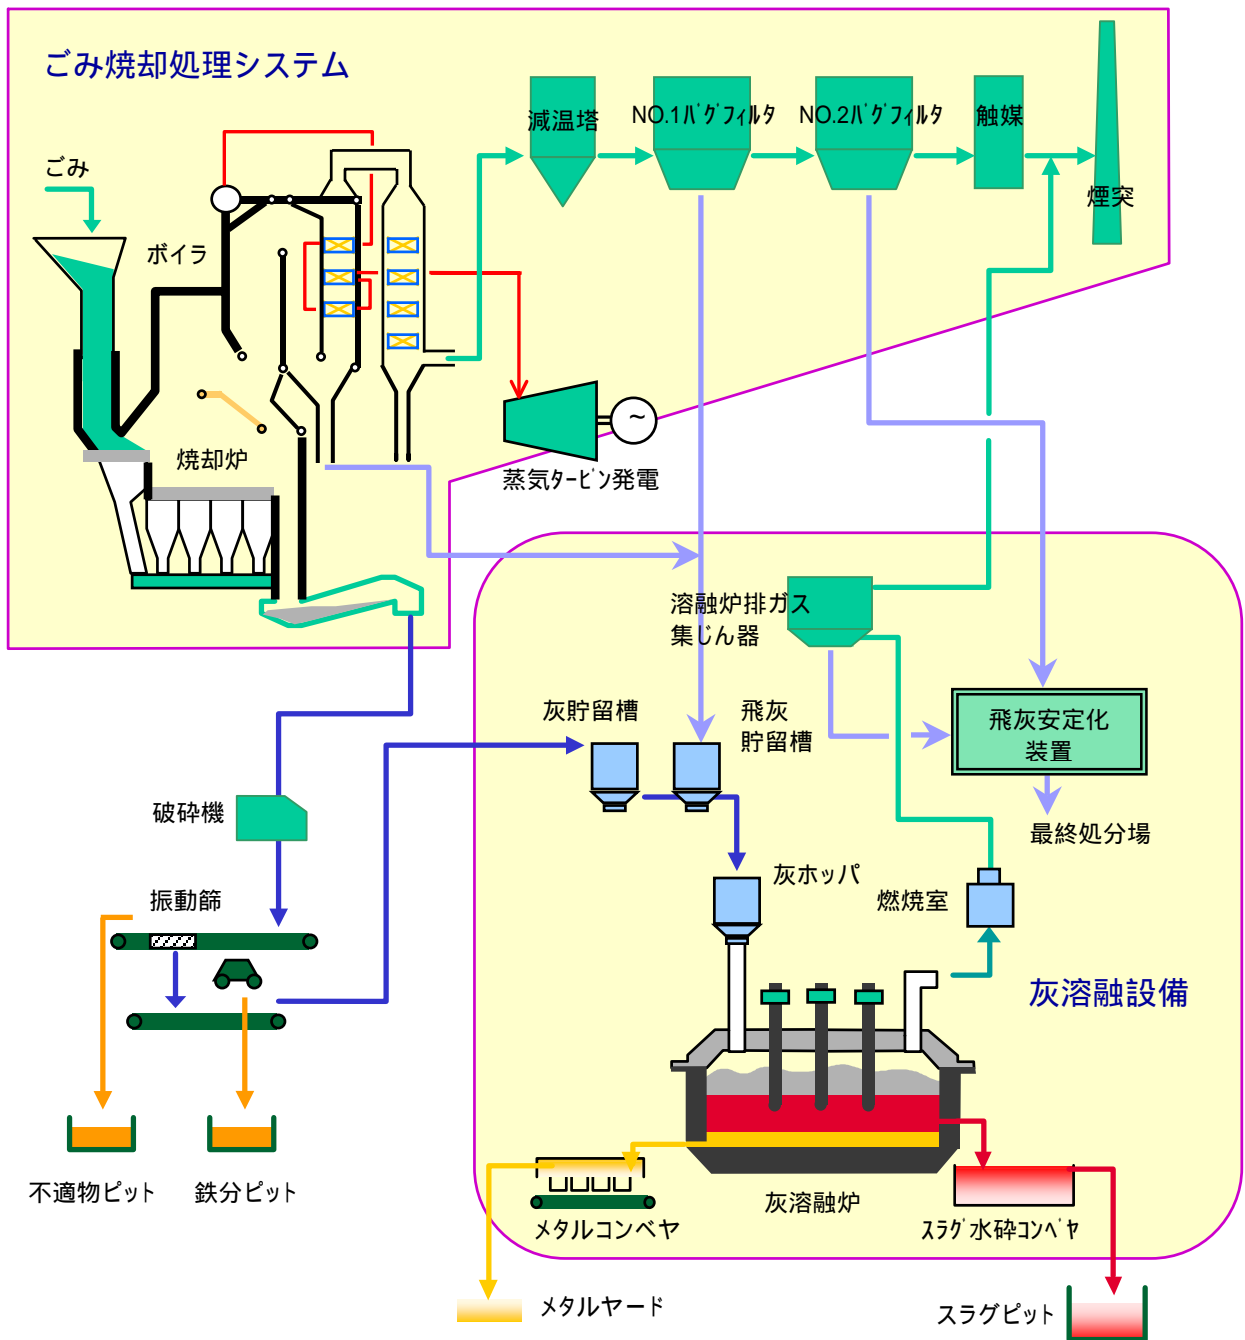 ごみ焼却処理システム
減温塔
NO.1ﾊﾞｸﾞﾌｨﾙﾀ
NO.2ﾊﾞｸﾞﾌｨﾙﾀ
触媒
煙突
ごみ
ボイラ
焼却炉
~
蒸気ﾀｰﾋﾞﾝ発電
溶融炉排ガス
集じん器
灰貯留槽
飛灰
貯留槽
飛灰安定化
装置
最終処分場
破砕機
振動篩
灰ホッパ
燃焼室
灰溶融設備
不適物ピット
鉄分ピット
灰溶融炉
メタルコンベヤ
ｽﾗｸﾞ水砕ｺﾝﾍﾞﾔ
メタルヤード
スラグピット